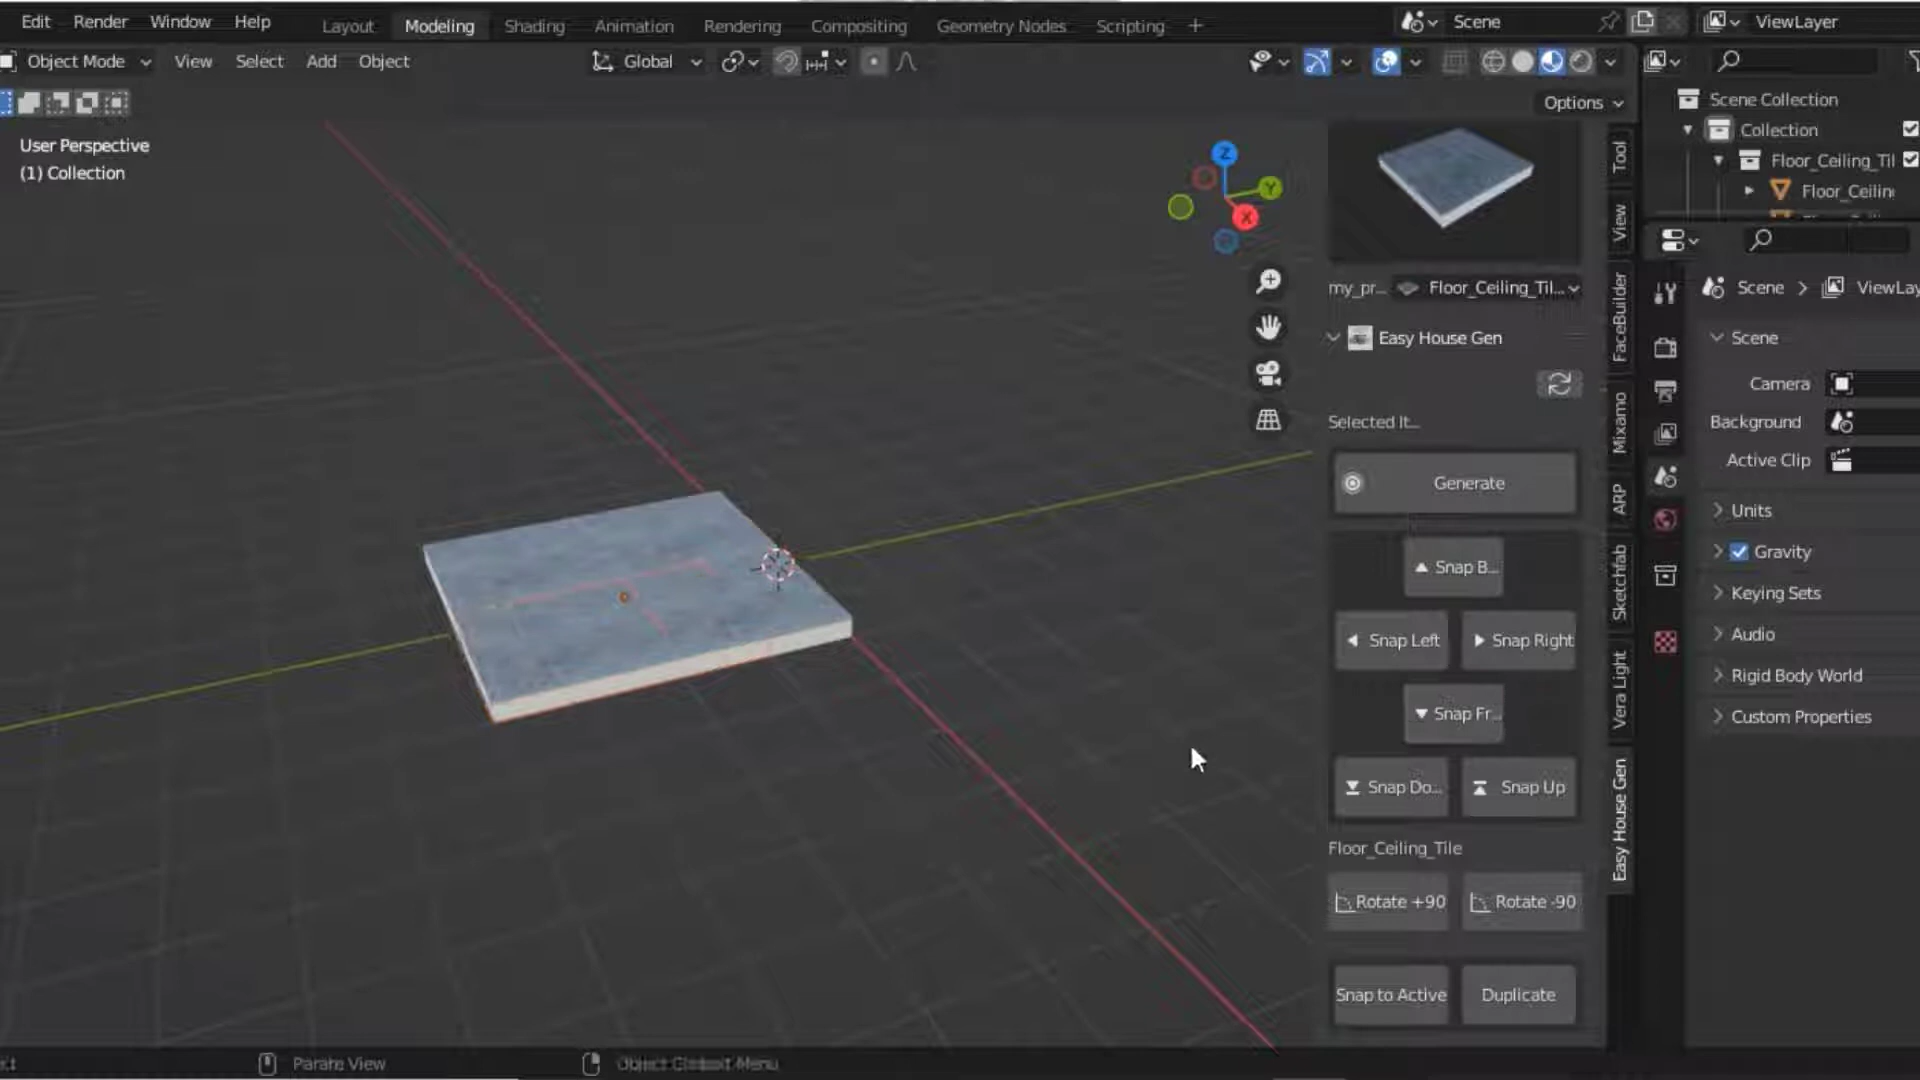 Edit Render Window Help Layout Modeling Shading Animation Rendering Compositing Geometry Nodes Scripting + Scene ViewLayer
Object Mode View Select Add Object Global
Options
User Perspective
(1) Collection
Z
Y
X
my_pr... Floor_Ceiling_Til...
Easy House Gen
Selected It...
Generate
Snap B...
Snap Left Snap Right
Snap Fr...
Snap Do... Snap Up
Floor_Ceiling_Tile
Rotate +90 Rotate -90
Snap to Active Duplicate
Tool
View
FaceBuilder
Mixamo
ARP
Sketchfab
Vera Light
Easy House Gen
Scene Collection
Collection
Floor_Ceiling_Til
Floor_Ceilin
Scene > ViewLay
Scene
Camera
Background
Active Clip
Units
Gravity
Keying Sets
Audio
Rigid Body World
Custom Properties
View
Object Context Menu